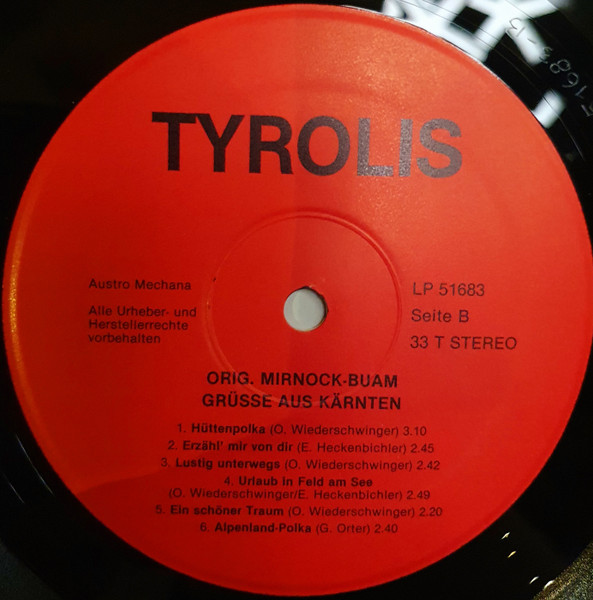 TYROLIS
Austro Mechana
Alle Urheber- und
Herstellerrechte
vorbehalten
LP 51683
Seite B
33 T STEREO
ORIG. MIRNOCK-BUAM
GRÜSSE AUS KÄRNTEN
1. Hüttenpolka (O. Wiederschwinger) 3.10
2. Erzähl' mir von dir (E. Heckenbichler) 2.45
3. Lustig unterwegs (O. Wiederschwinger) 2.42
4. Urlaub in Feld am See
(O. Wiederschwinger/E. Heckenbichler) 2.49
5. Ein schöner Traum (O. Wiederschwinger) 2.20
6. Alpenland-Polka (G. Orter) 2.40